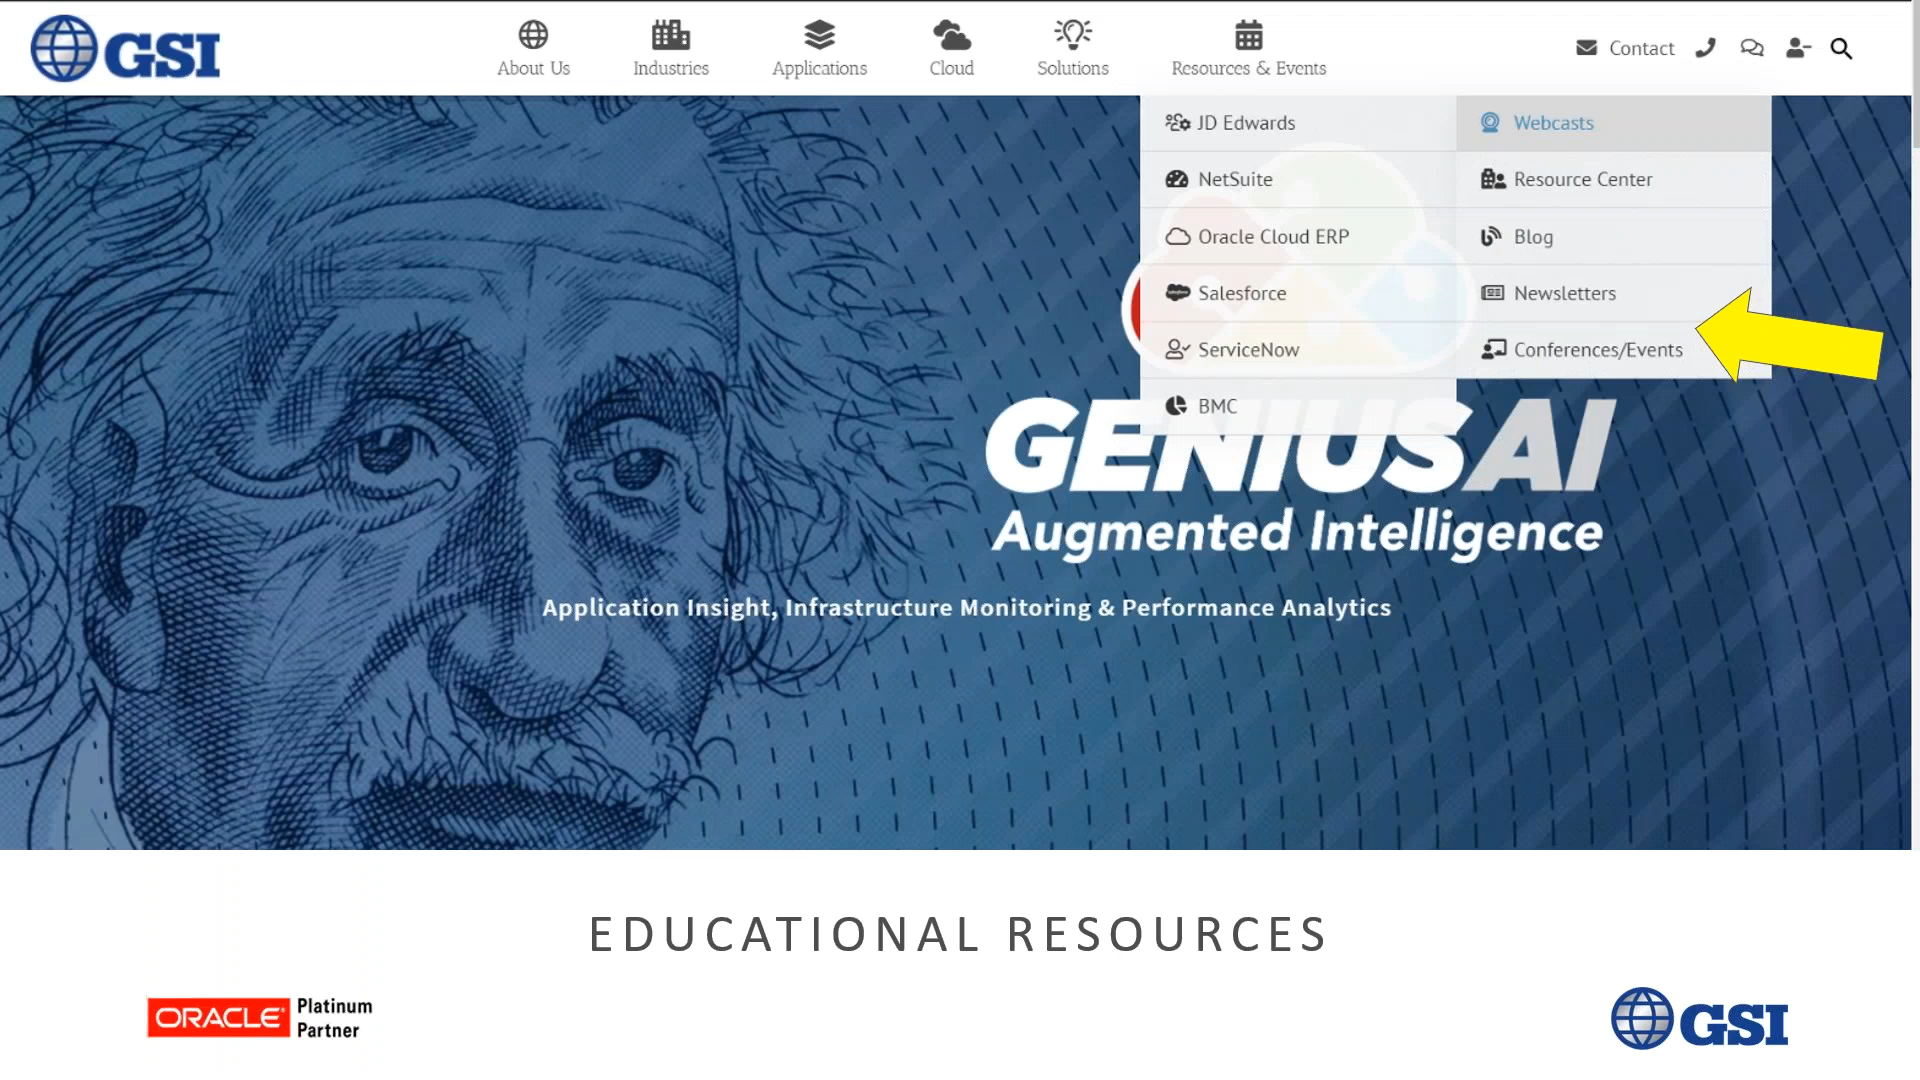 GSI
About Us
Industries
Applications
Cloud
Solutions
Resources & Events
Contact
JD Edwards
NetSuite
Oracle Cloud ERP
Salesforce
ServiceNow
BMC
Webcasts
Resource Center
Blog
Newsletters
Conferences/Events
GENIUSAI
Augmented Intelligence
Application Insight, Infrastructure Monitoring & Performance Analytics
EDUCATIONAL RESOURCES
ORACLE Platinum
Partner
GSI